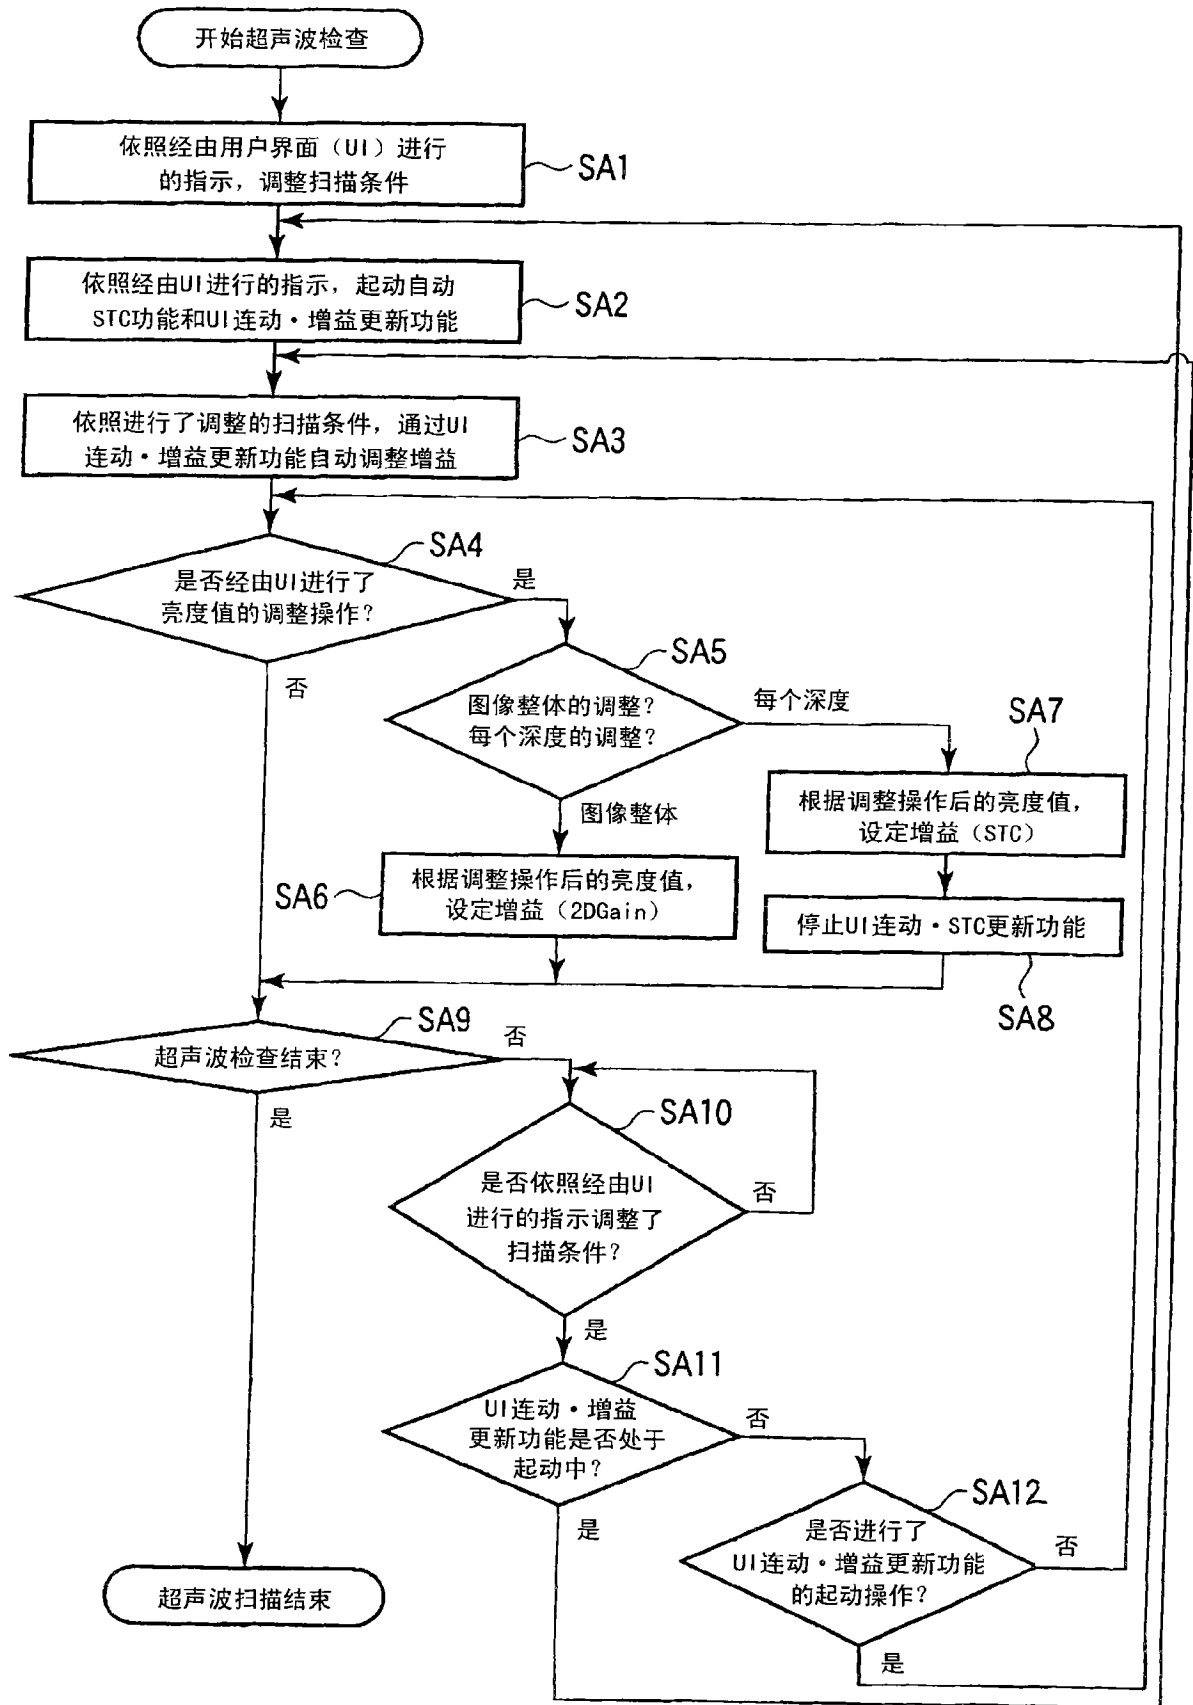 开始超声波检查
依照经由用户界面（UI）进行
的指示，调整扫描条件
SA1
依照经由UI进行的指示，起动自动
STC功能和UI连动·增益更新功能
SA2
依照进行了调整的扫描条件，通过UI
连动·增益更新功能自动调整增益
SA3
SA4
是否经由UI进行了
亮度值的调整操作？
是
否
SA5
图像整体的调整？
每个深度的调整？
每个深度
图像整体
SA7
根据调整操作后的亮度值，
设定增益（STC）
SA6
根据调整操作后的亮度值，
设定增益（2DGain）
停止UI连动·STC更新功能
SA8
SA9
超声波检查结束？
否
是
SA10
是否依照经由UI
进行的指示调整了
扫描条件？
否
是
SA11
UI连动·增益
更新功能是否处于
起动中？
否
是
SA12
是否进行了
UI连动·增益更新功能
的起动操作？
否
是
超声波扫描结束